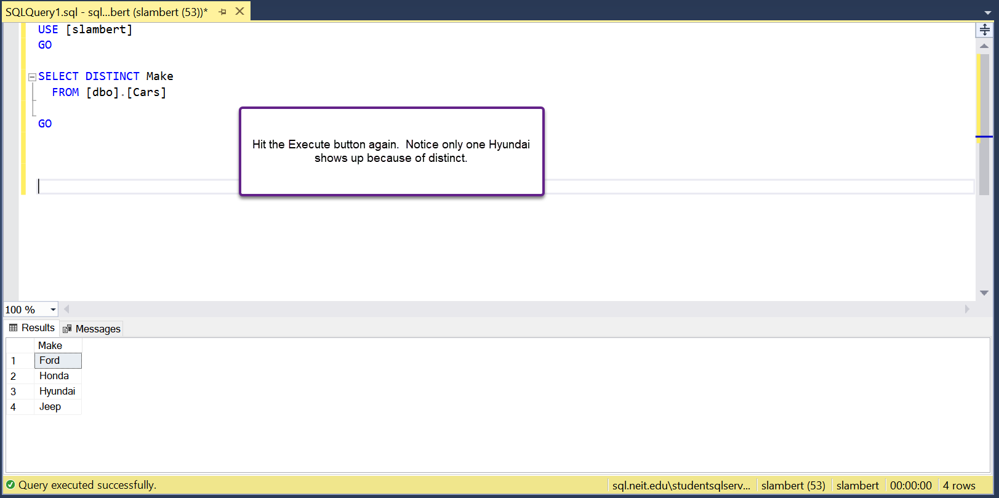 SQLQuery1.sql - sql...bert (slambert (53))*
USE [slambert]
GO
SELECT DISTINCT Make
FROM [dbo].[Cars]
GO
Hit the Execute button again.  Notice only one Hyundai
shows up because of distinct.
100 %
Results Messages
Make
1 Ford
2 Honda
3 Hyundai
4 Jeep
Query executed successfully. sql.neit.edu\studentsqlserv... slambert (53) slambert 00:00:00 4 rows